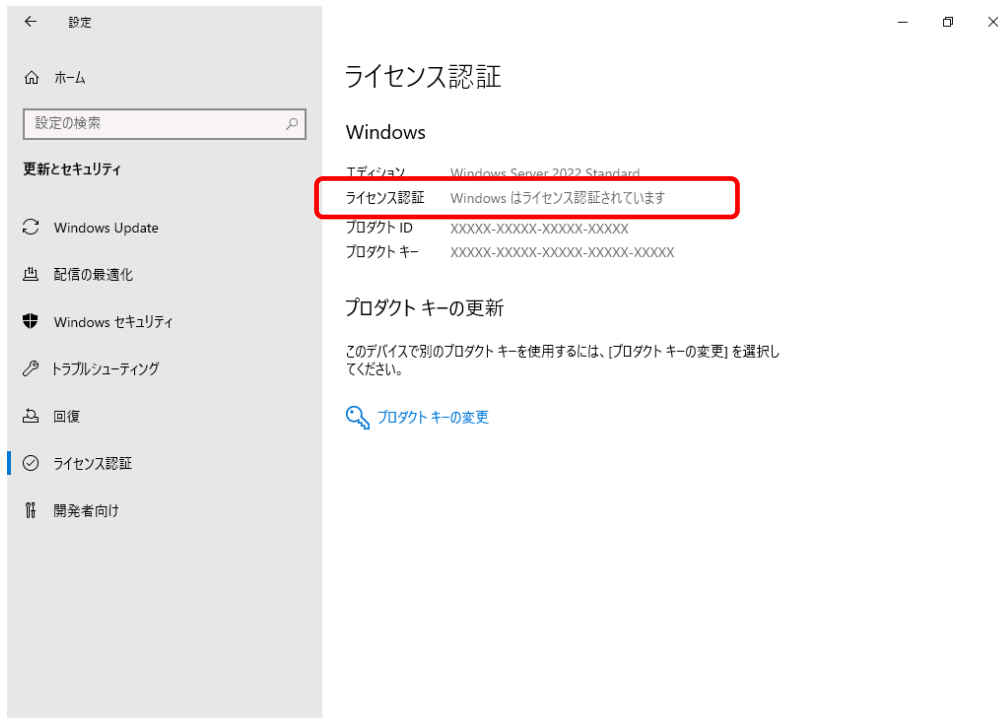 設定
ホーム
設定の検索
更新とセキュリティ
Windows Update
配信の最適化
Windows セキュリティ
トラブルシューティング
回復
ライセンス認証
開発者向け
ライセンス認証
Windows
エディション Windows Server 2022 Standard
ライセンス認証 Windows はライセンス認証されています
プロダクト ID XXXXX-XXXXX-XXXXX-XXXXX
プロダクト キー XXXXX-XXXXX-XXXXX-XXXXX-XXXXX
プロダクト キーの更新
このデバイスで別のプロダクト キーを使用するには、[プロダクト キーの変更] を選択し
てください。
プロダクト キーの変更